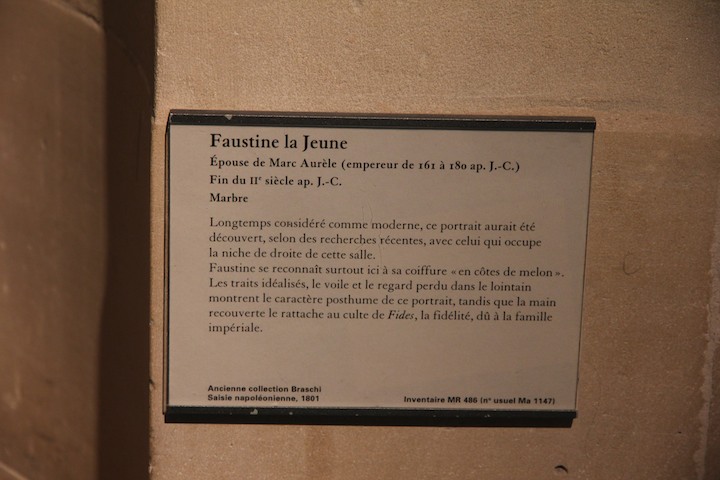 Faustine la Jeune
Épouse de Marc Aurèle (empereur de 161 à 180 ap. J.-C.)
Fin du IIᵉ siècle ap. J.-C.
Marbre
Longtemps considéré comme moderne, ce portrait aurait été
découvert, selon des recherches récentes, avec celui qui occupe
la niche de droite de cette salle.
Faustine se reconnaît surtout ici à sa coiffure « en côtes de melon ».
Les traits idéalisés, le voile et le regard perdu dans le lointain
montrent le caractère posthume de ce portrait, tandis que la main
recouverte le rattache au culte de Fides, la fidélité, dû à la famille
impériale.
Ancienne collection Braschi
Saisie napoléonienne, 1801
Inventaire MR 486 (n° usuel Ma 1147)